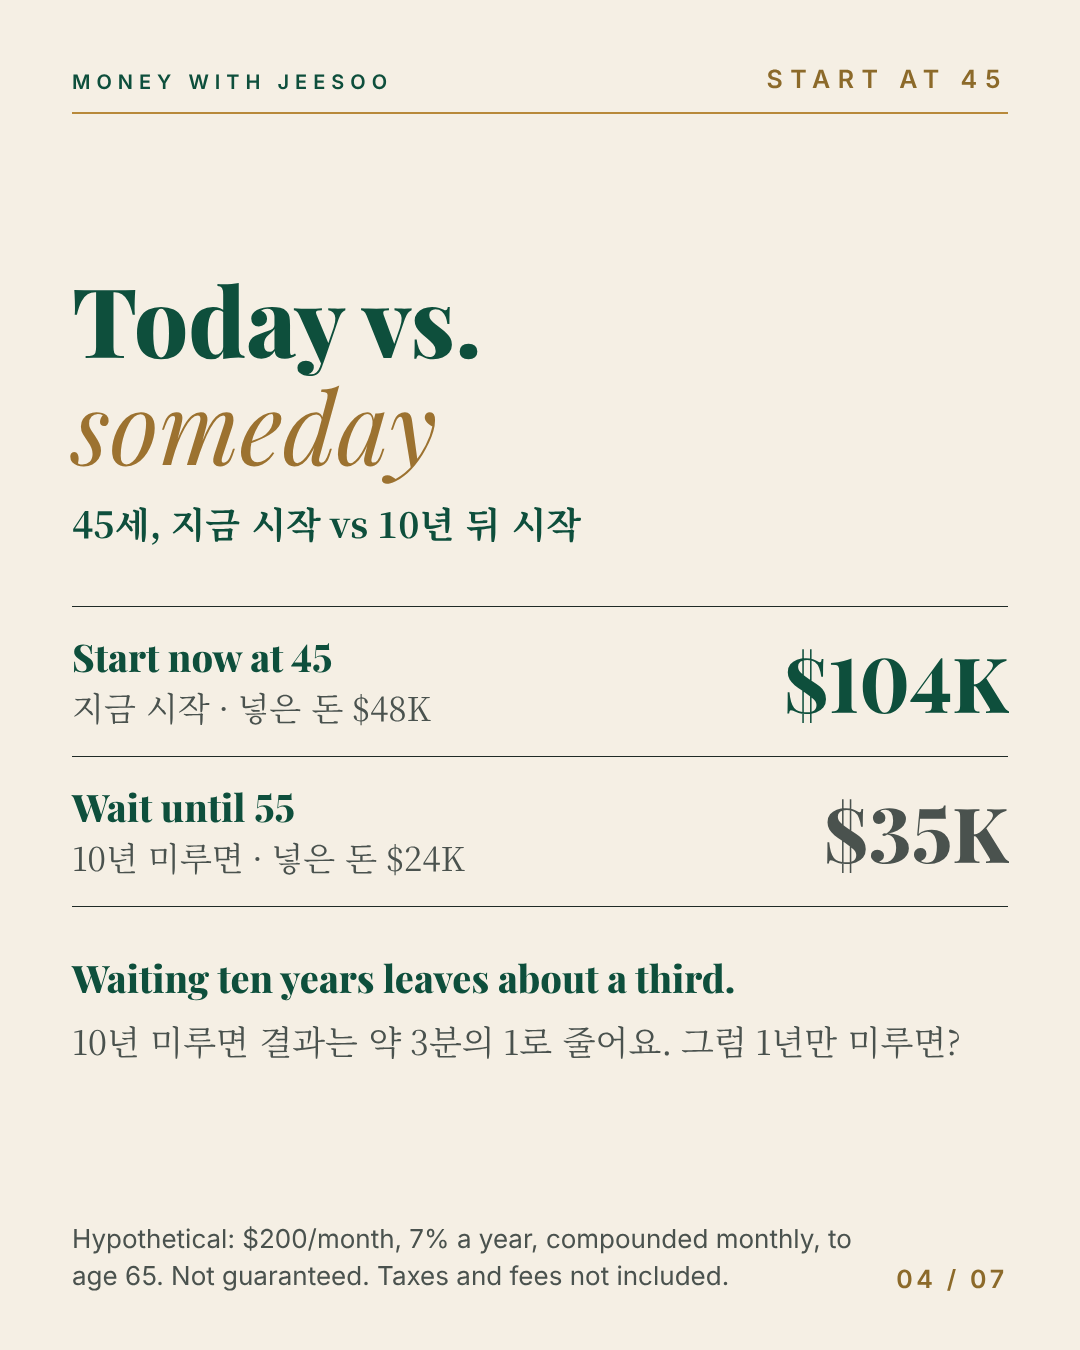 MONEY WITH JEESOO
START AT 45
Today vs.
someday
45세, 지금 시작 vs 10년 뒤 시작
Start now at 45
지금 시작 · 넣은 돈 $48K
$104K
Wait until 55
10년 미루면 · 넣은 돈 $24K
$35K
Waiting ten years leaves about a third.
10년 미루면 결과는 약 3분의 1로 줄어요. 그럼 1년만 미루면?
Hypothetical: $200/month, 7% a year, compounded monthly, to
age 65. Not guaranteed. Taxes and fees not included.
04 / 07